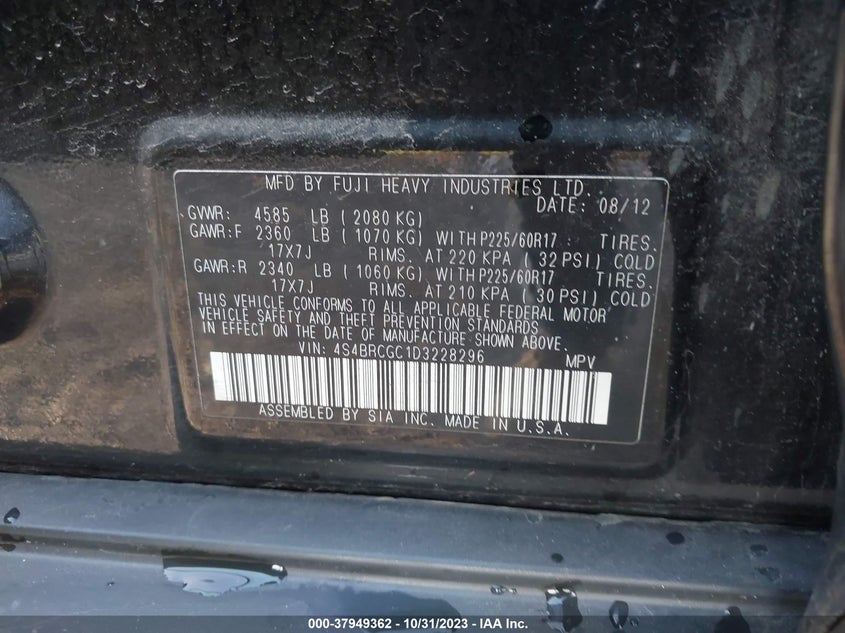 MFD BY FUJI HEAVY INDUSTRIES LTD.
DATE: 08/12
GVWR: 4585 LB (2080 KG)
GAWR:F 2360 LB (1070 KG) WITH P225/60R17 TIRES.
17X7J RIMS. AT 220 KPA (32 PSI) COLD
GAWR:R 2340 LB (1060 KG) WITH P225/60R17 TIRES.
17X7J RIMS. AT 210 KPA (30 PSI) COLD
THIS VEHICLE CONFORMS TO ALL APPLICABLE FEDERAL MOTOR
VEHICLE SAFETY AND THEFT PREVENTION STANDARDS
IN EFFECT ON THE DATE OF MANUFACTURE SHOWN ABOVE.
VIN: 4S4BRCGC1D3228296 MPV
ASSEMBLED BY SIA INC. MADE IN U.S.A.
000-37949362 - 10/31/2023 - IAA Inc.